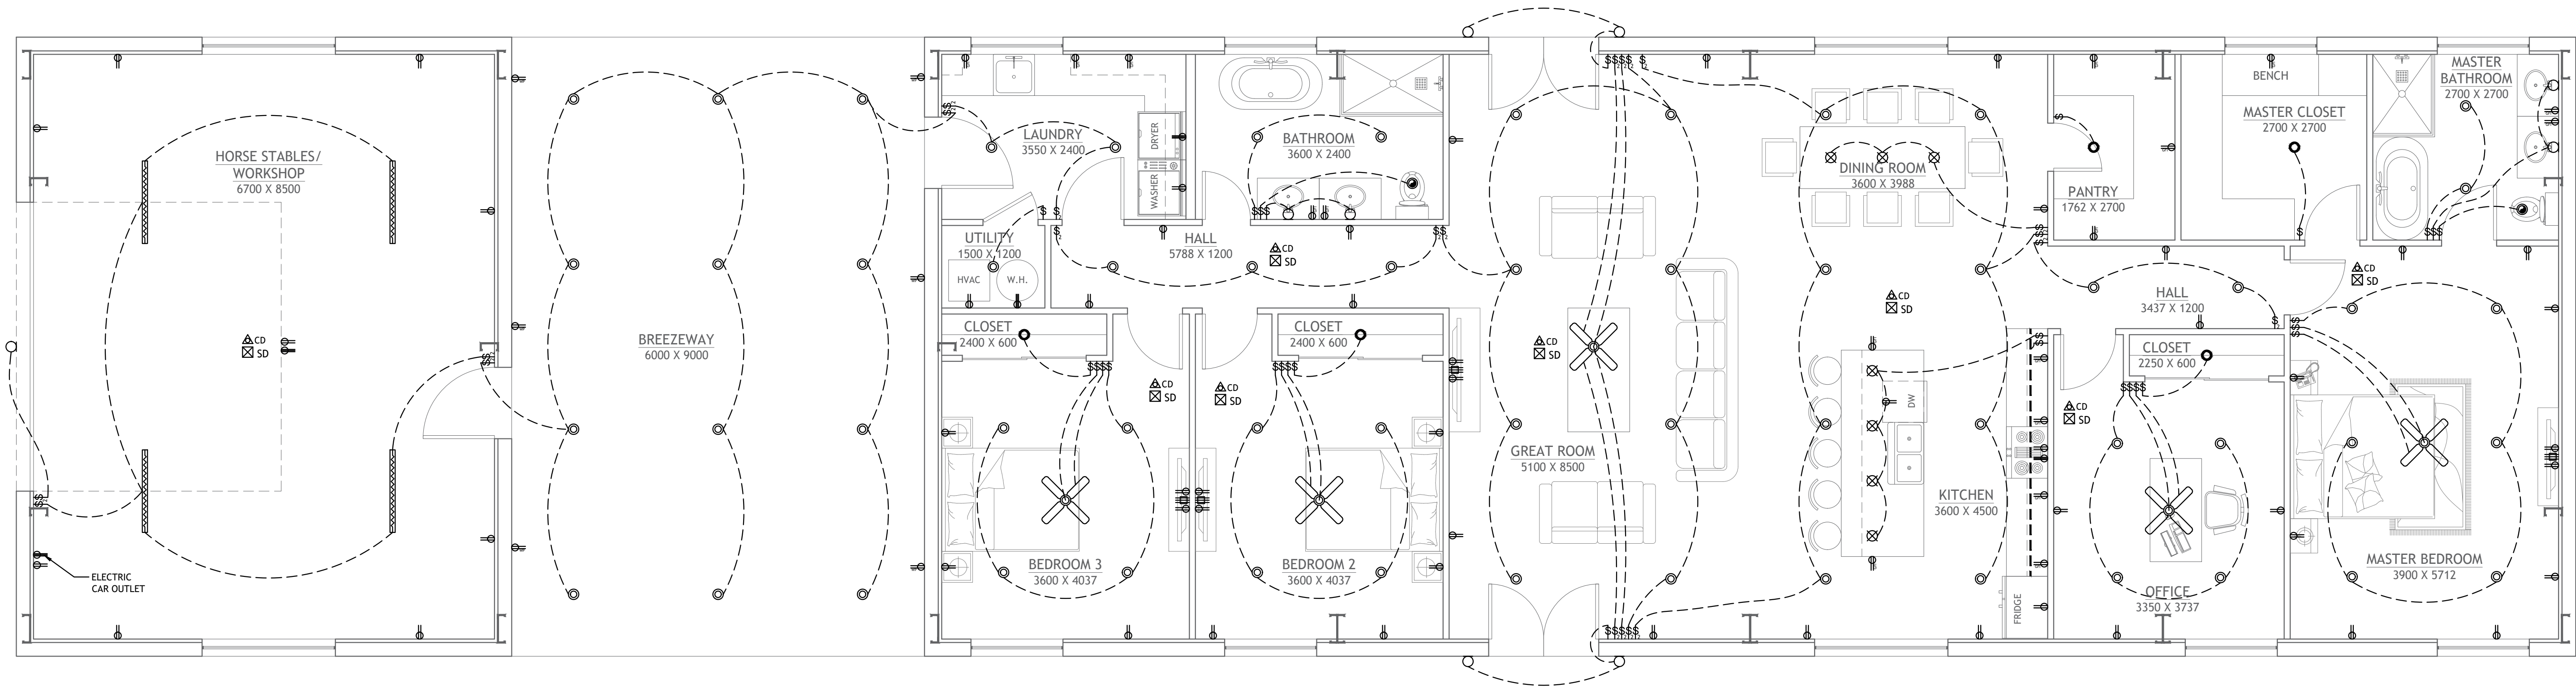 HORSE STABLES/
WORKSHOP
6700 X 8500
CD
SD
ELECTRIC
CAR OUTLET
BREEZEWAY
6000 X 9000
LAUNDRY
3550 X 2400
DRYER
WASHER
UTILITY
1500 X 1200
HVAC
W.H.
HALL
5788 X 1200
CD
SD
BATHROOM
3600 X 2400
CLOSET
2400 X 600
CD
SD
BEDROOM 3
3600 X 4037
CLOSET
2400 X 600
CD
SD
BEDROOM 2
3600 X 4037
CD
SD
GREAT ROOM
5100 X 8500
DINING ROOM
3600 X 3988
CD
SD
DW
KITCHEN
3600 X 4500
FRIDGE
PANTRY
1762 X 2700
BENCH
MASTER CLOSET
2700 X 2700
MASTER
BATHROOM
2700 X 2700
HALL
3437 X 1200
CD
SD
CLOSET
2250 X 600
CD
SD
OFFICE
3350 X 3737
MASTER BEDROOM
3900 X 5712